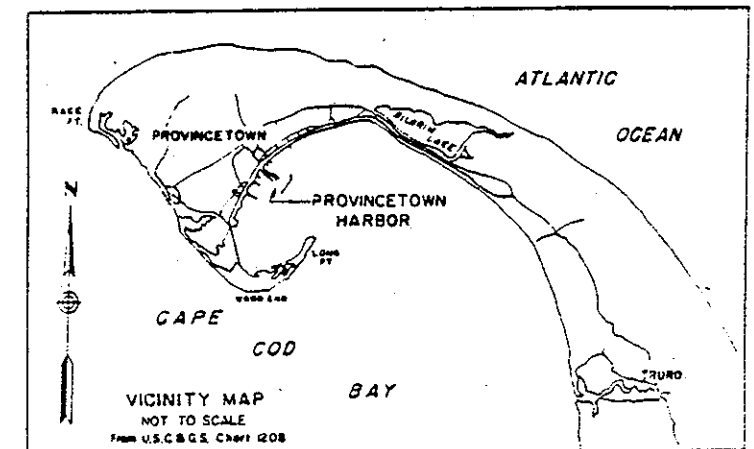 ATLANTIC
OCEAN
RACE
PT.
PROVINCETOWN
PILGRIM LAKE
PROVINCETOWN
HARBOR
N
LONG
PT.
WOOD END
CAPE
COD
BAY
TRURO
VICINITY MAP
NOT TO SCALE
From U.S.C.&G.S. Chart 1208